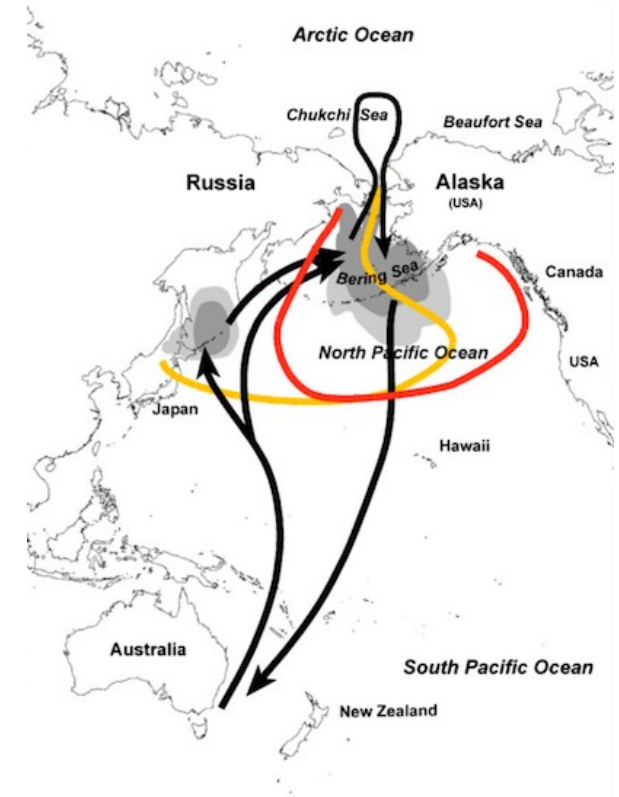 Arctic Ocean
Chukchi Sea
Beaufort Sea
Russia
Alaska
(USA)
Bering Sea
Canada
North Pacific Ocean
USA
Japan
Hawaii
Australia
South Pacific Ocean
New Zealand